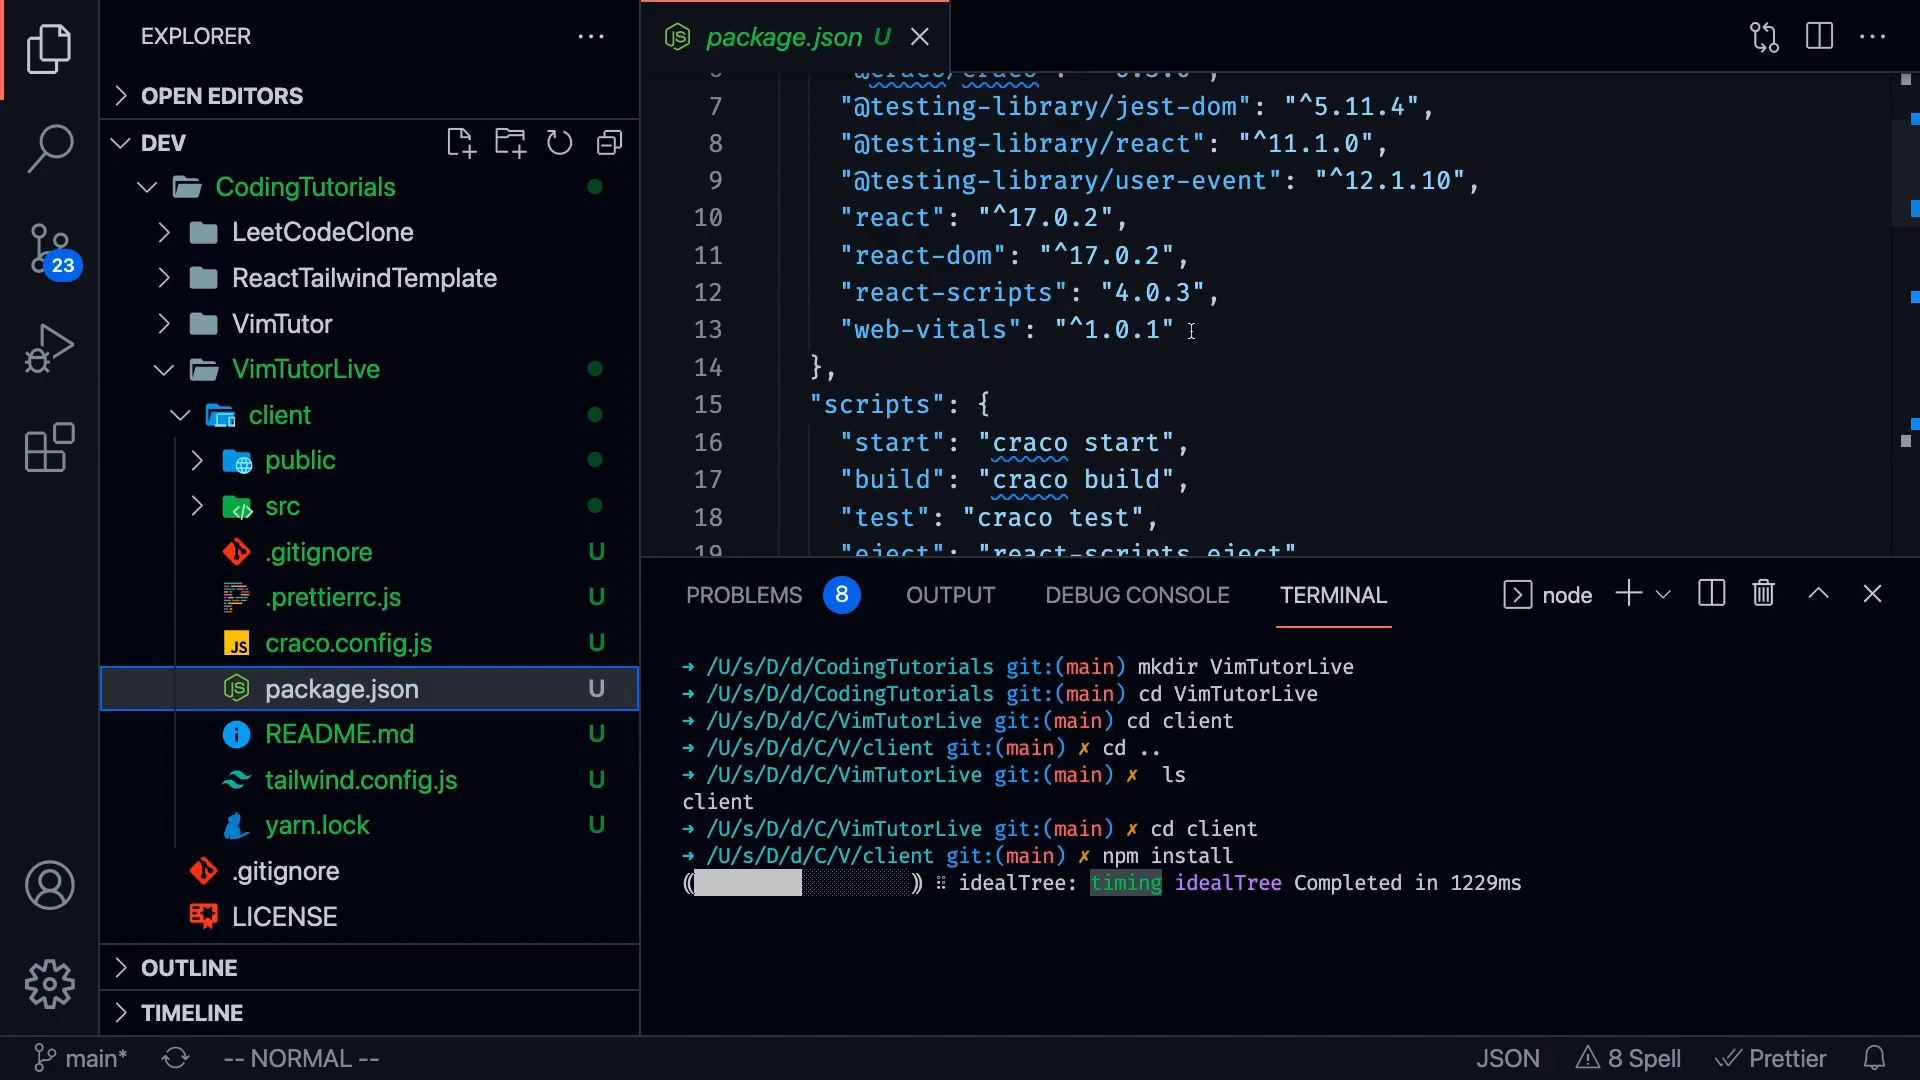 EXPLORER
OPEN EDITORS
DEV
CodingTutorials
LeetCodeClone
ReactTailwindTemplate
VimTutor
VimTutorLive
client
public
src
.gitignore U
.prettierrc.js U
JS craco.config.js U
package.json U
README.md U
tailwind.config.js U
yarn.lock U
.gitignore
LICENSE
OUTLINE
TIMELINE
23
package.json U
7 "@testing-library/jest-dom": "^5.11.4",
8 "@testing-library/react": "^11.1.0",
9 "@testing-library/user-event": "^12.1.10",
10 "react": "^17.0.2",
11 "react-dom": "^17.0.2",
12 "react-scripts": "4.0.3",
13 "web-vitals": "^1.0.1"
14 },
15 "scripts": {
16 "start": "craco start",
17 "build": "craco build",
18 "test": "craco test",
19 "eject": "react-scripts eject"
PROBLEMS 8 OUTPUT DEBUG CONSOLE TERMINAL node
➜ /U/s/D/d/CodingTutorials git:(main) mkdir VimTutorLive
➜ /U/s/D/d/CodingTutorials git:(main) cd VimTutorLive
➜ /U/s/D/d/C/VimTutorLive git:(main) cd client
➜ /U/s/D/d/C/V/client git:(main) ✗ cd ..
➜ /U/s/D/d/C/VimTutorLive git:(main) ✗ ls
client
➜ /U/s/D/d/C/VimTutorLive git:(main) ✗ cd client
➜ /U/s/D/d/C/V/client git:(main) ✗ npm install
⸨ ⸩ ⠿ idealTree: timing idealTree Completed in 1229ms
main* -- NORMAL -- JSON 8 Spell Prettier